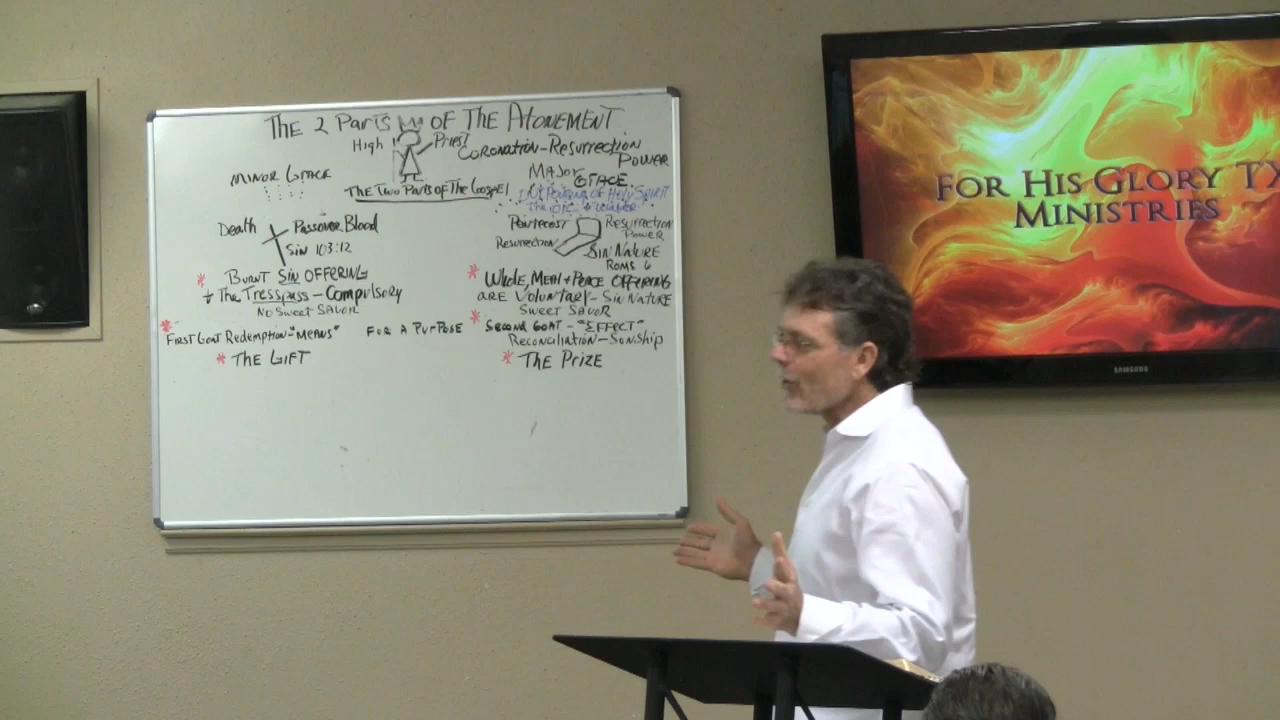 The 2 Parts of The Atonement
High Priest
Coronation-Resurrection Power
Minor Grace
Major Grace
The Two Parts of The Gospel
of Holy Spirit
Death Passover Blood
Sin 103:12
Pentecost Resurrection Power
Resurrection
Sin Nature
Roms 6
* Burnt Sin Offering
+ The Tresspass - Compulsory
No Sweet Savor
* Whole, Meal + Peace Offering
are Voluntary - Sin Nature
Sweet Savor
* First Goat Redemption - "Means" For a Purpose
* Second Goat - "Effect"
Reconciliation - Sonship
* The Gift
* The Prize
For His Glory TX
Ministries
SAMSUNG